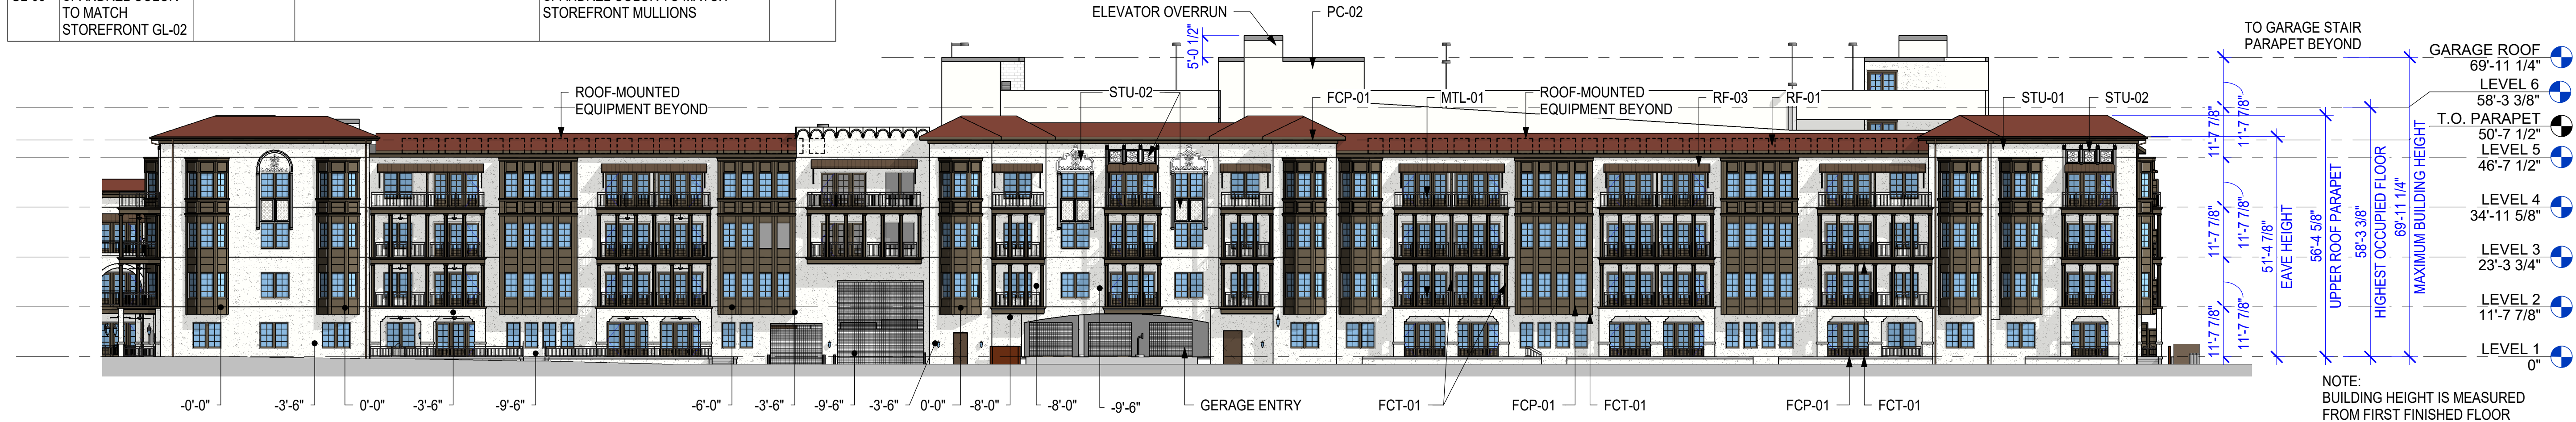 TO MATCH
STOREFRONT GL-02
STOREFRONT MULLIONS
ELEVATOR OVERRUN
PC-02
5'-0 1/2"
TO GARAGE STAIR
PARAPET BEYOND
GARAGE ROOF
69'-11 1/4"
LEVEL 6
58'-3 3/8"
T.O. PARAPET
50'-7 1/2"
LEVEL 5
46'-7 1/2"
LEVEL 4
34'-11 5/8"
LEVEL 3
23'-3 3/4"
LEVEL 2
11'-7 7/8"
LEVEL 1
0"
ROOF-MOUNTED
EQUIPMENT BEYOND
STU-02
FCP-01
MTL-01
ROOF-MOUNTED
EQUIPMENT BEYOND
RF-03
RF-01
STU-01
STU-02
11'-7 7/8"
11'-7 7/8"
11'-7 7/8"
11'-7 7/8"
11'-7 7/8"
11'-7 7/8"
51'-4 7/8"
EAVE HEIGHT
56'-4 5/8"
UPPER ROOF PARAPET
58'-3 3/8"
HIGHEST OCCUPIED FLOOR
69'-11 1/4"
MAXIMUM BUILDING HEIGHT
-0'-0"
-3'-6"
0'-0"
-3'-6"
-9'-6"
-6'-0"
-3'-6"
-9'-6"
-3'-6"
0'-0"
-8'-0"
-8'-0"
-9'-6"
GERAGE ENTRY
FCT-01
FCP-01
FCT-01
FCP-01
FCT-01
NOTE:
BUILDING HEIGHT IS MEASURED
FROM FIRST FINISHED FLOOR